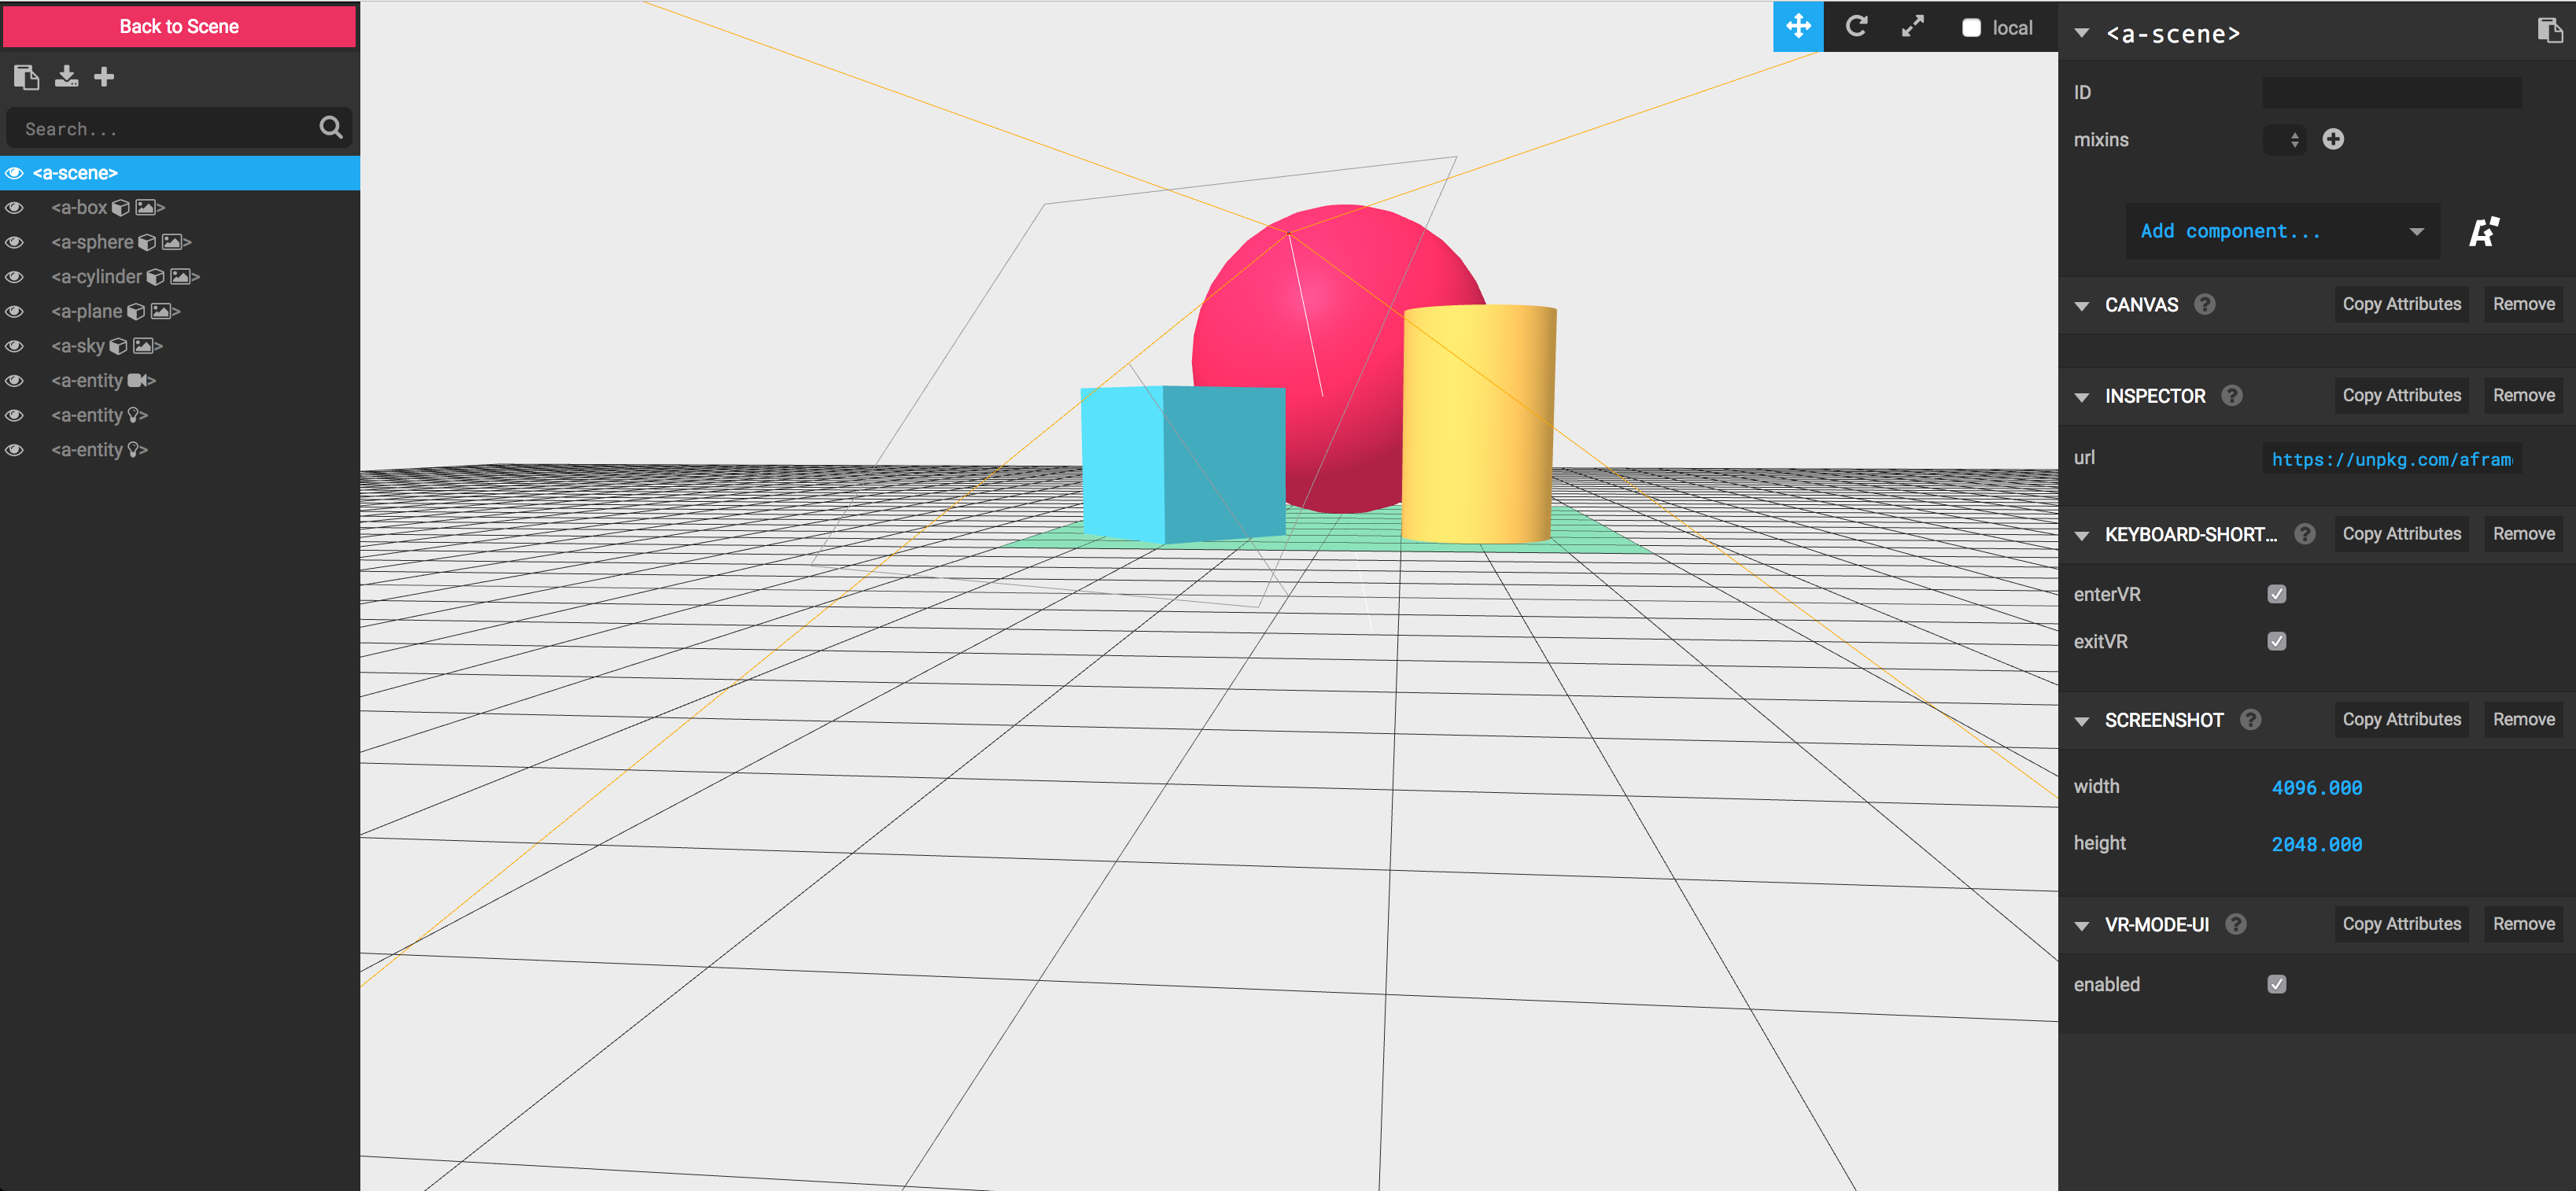 Back to Scene
Search...
<a-scene>
<a-box >
<a-sphere >
<a-cylinder >
<a-plane >
<a-sky >
<a-entity >
<a-entity >
<a-entity >
local
<a-scene>
ID
mixins
Add component...
CANVAS ? Copy Attributes Remove
INSPECTOR ? Copy Attributes Remove
url https://unpkg.com/afram
KEYBOARD-SHORT... ? Copy Attributes Remove
enterVR
exitVR
SCREENSHOT ? Copy Attributes Remove
width 4096.000
height 2048.000
VR-MODE-UI ? Copy Attributes Remove
enabled